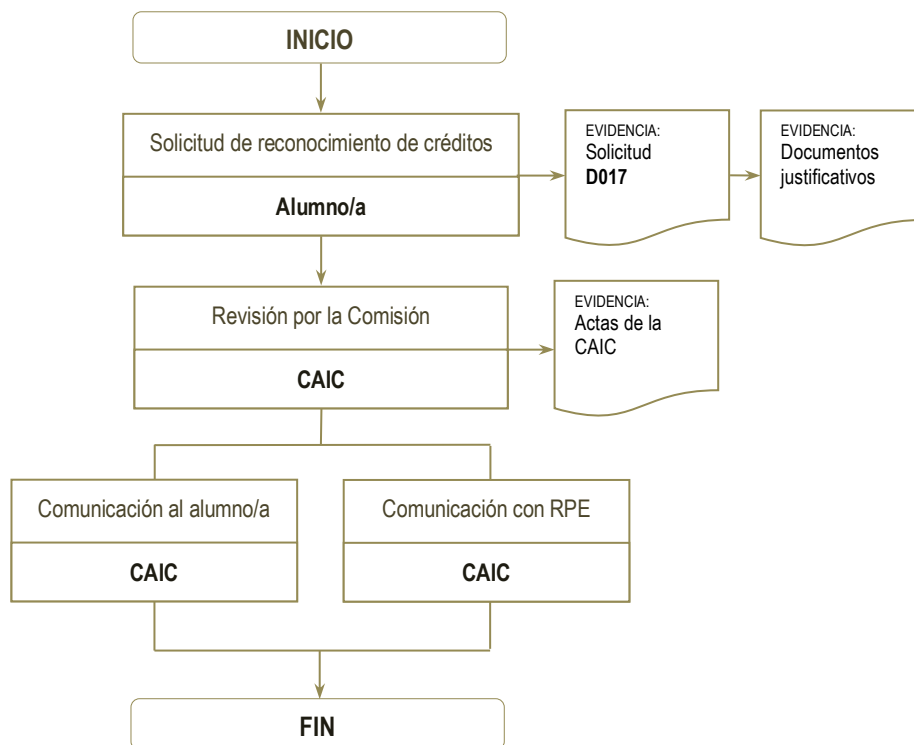 INICIO
Solicitud de reconocimiento de créditos
Alumno/a
EVIDENCIA:
Solicitud
D017
EVIDENCIA:
Documentos
justificativos
Revisión por la Comisión
CAIC
EVIDENCIA:
Actas de la
CAIC
Comunicación al alumno/a
CAIC
Comunicación con RPE
CAIC
FIN